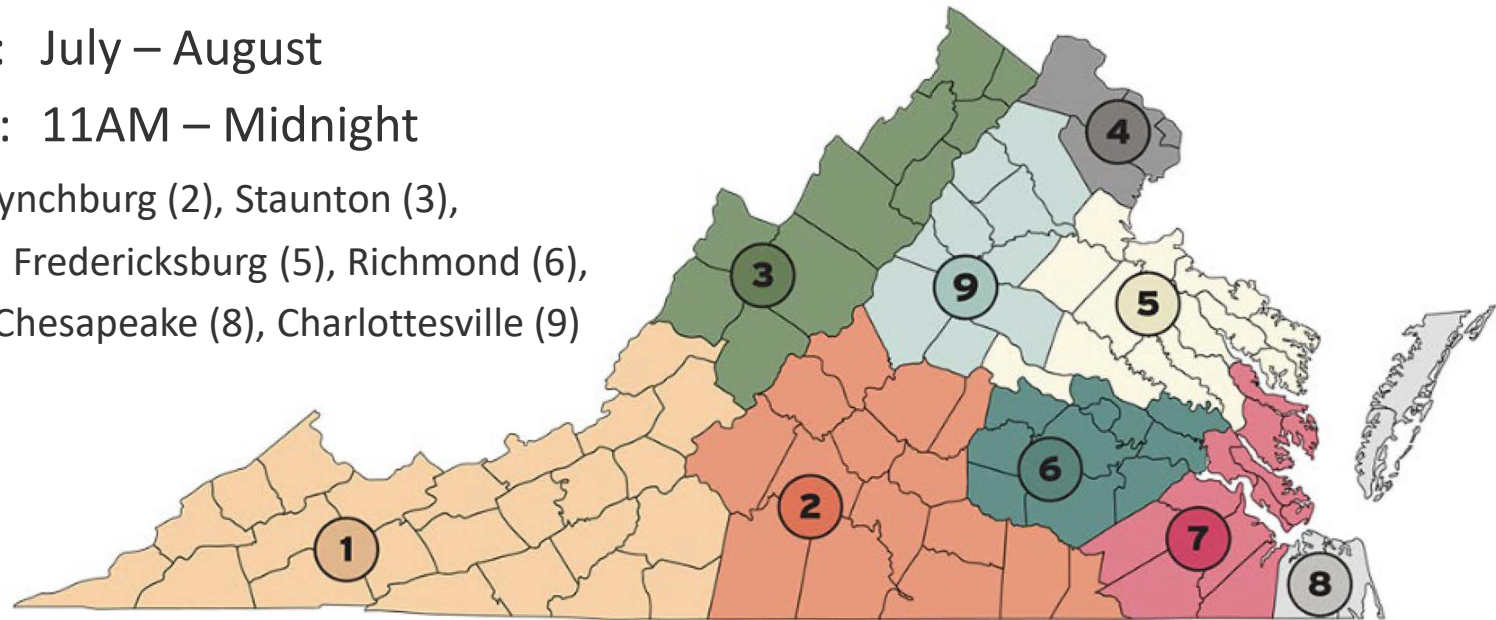 : July – August
: 11AM – Midnight
ynchburg (2), Staunton (3),
Fredericksburg (5), Richmond (6),
Chesapeake (8), Charlottesville (9)
4
3
9
5
6
2
7
1
8